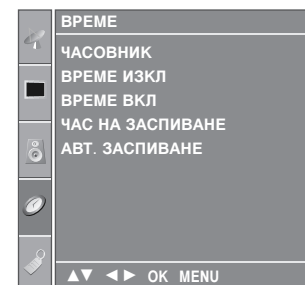 ВРЕМЕ
ЧАСОВНИК
ВРЕМЕ ИЗКЛ
ВРЕМЕ ВКЛ
ЧАС НА ЗАСПИВАНЕ
АВТ. ЗАСПИВАНЕ
▲▼ ◄► OK MENU